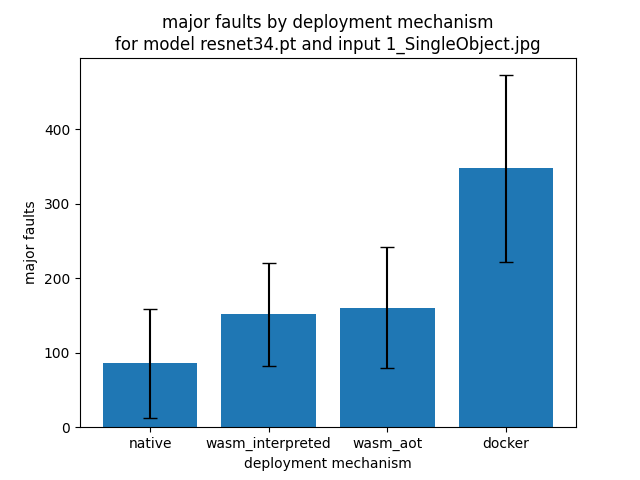 major faults by deployment mechanism
for model resnet34.pt and input 1_SingleObject.jpg
major faults
400
300
200
100
0
native
wasm_interpreted
wasm_aot
docker
deployment mechanism